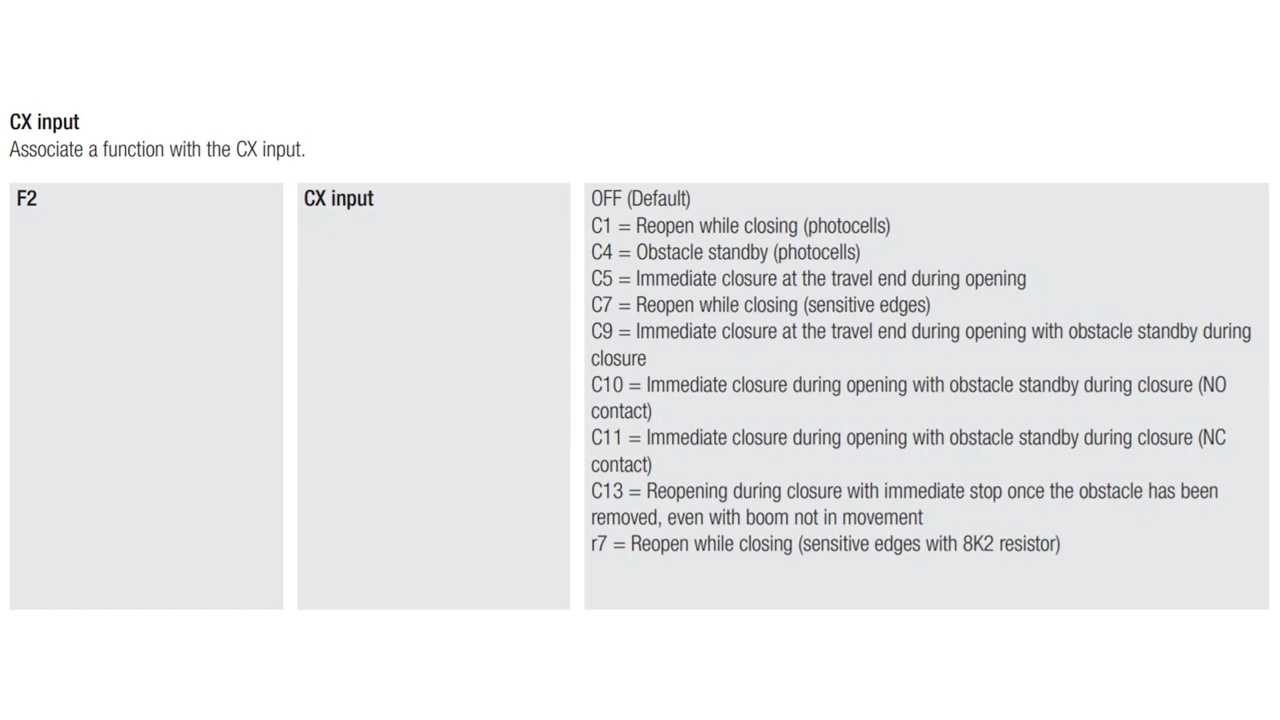 CX input
Associate a function with the CX input.
F2
CX input
OFF (Default)
C1 = Reopen while closing (photocells)
C4 = Obstacle standby (photocells)
C5 = Immediate closure at the travel end during opening
C7 = Reopen while closing (sensitive edges)
C9 = Immediate closure at the travel end during opening with obstacle standby during
closure
C10 = Immediate closure during opening with obstacle standby during closure (NO
contact)
C11 = Immediate closure during opening with obstacle standby during closure (NC
contact)
C13 = Reopening during closure with immediate stop once the obstacle has been
removed, even with boom not in movement
r7 = Reopen while closing (sensitive edges with 8K2 resistor)